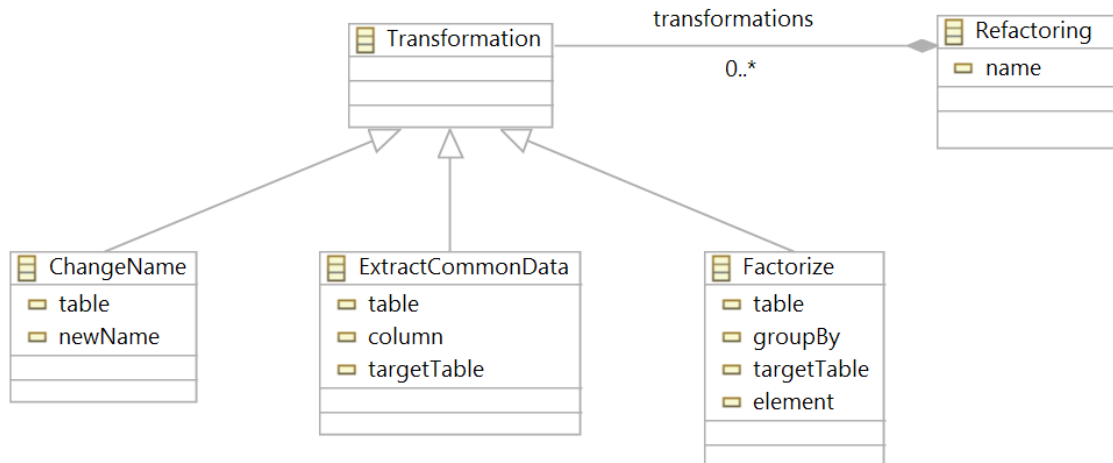 transformations
Transformation
Refactoring
0..*
name
ChangeName
table
newName
ExtractCommonData
table
column
targetTable
Factorize
table
groupBy
targetTable
element